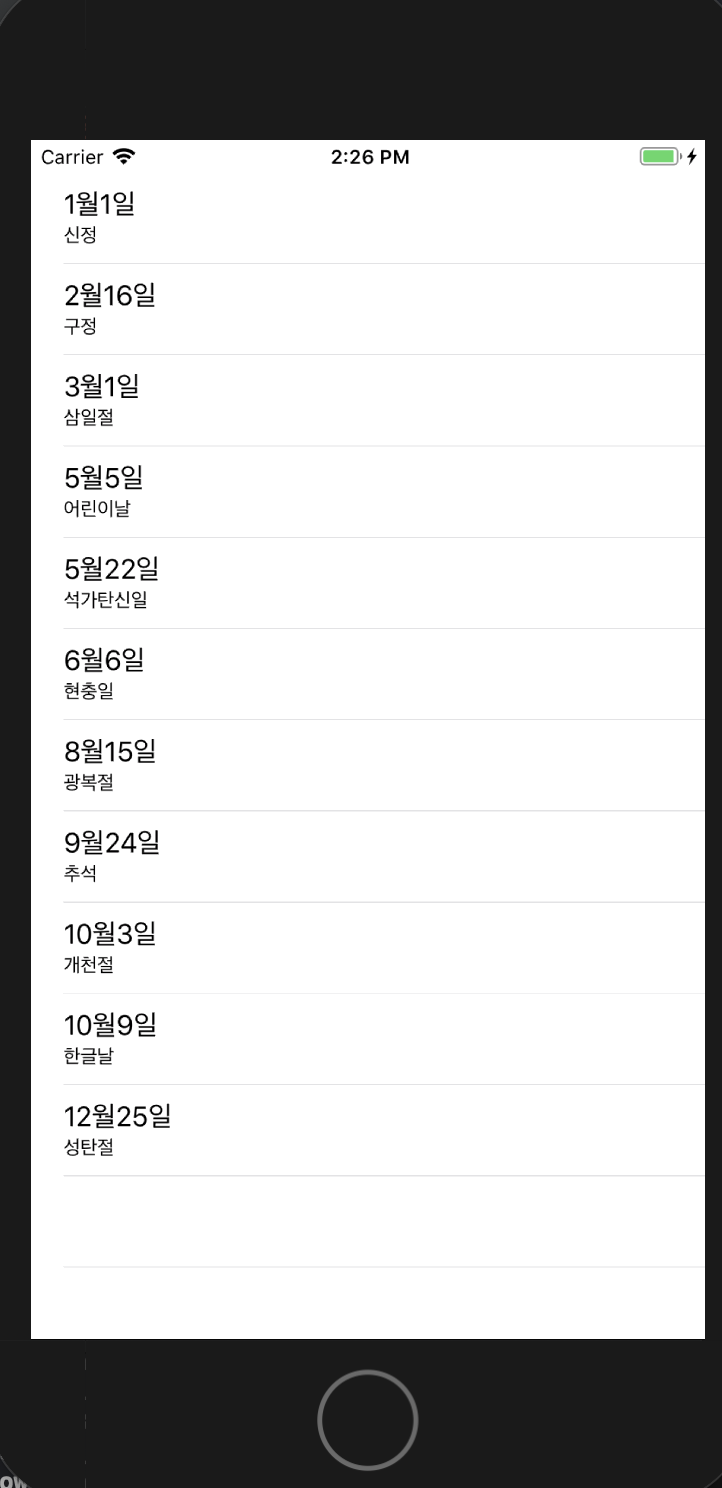 Carrier 2:26 PM
1월1일
신정
2월16일
구정
3월1일
삼일절
5월5일
어린이날
5월22일
석가탄신일
6월6일
현충일
8월15일
광복절
9월24일
추석
10월3일
개천절
10월9일
한글날
12월25일
성탄절